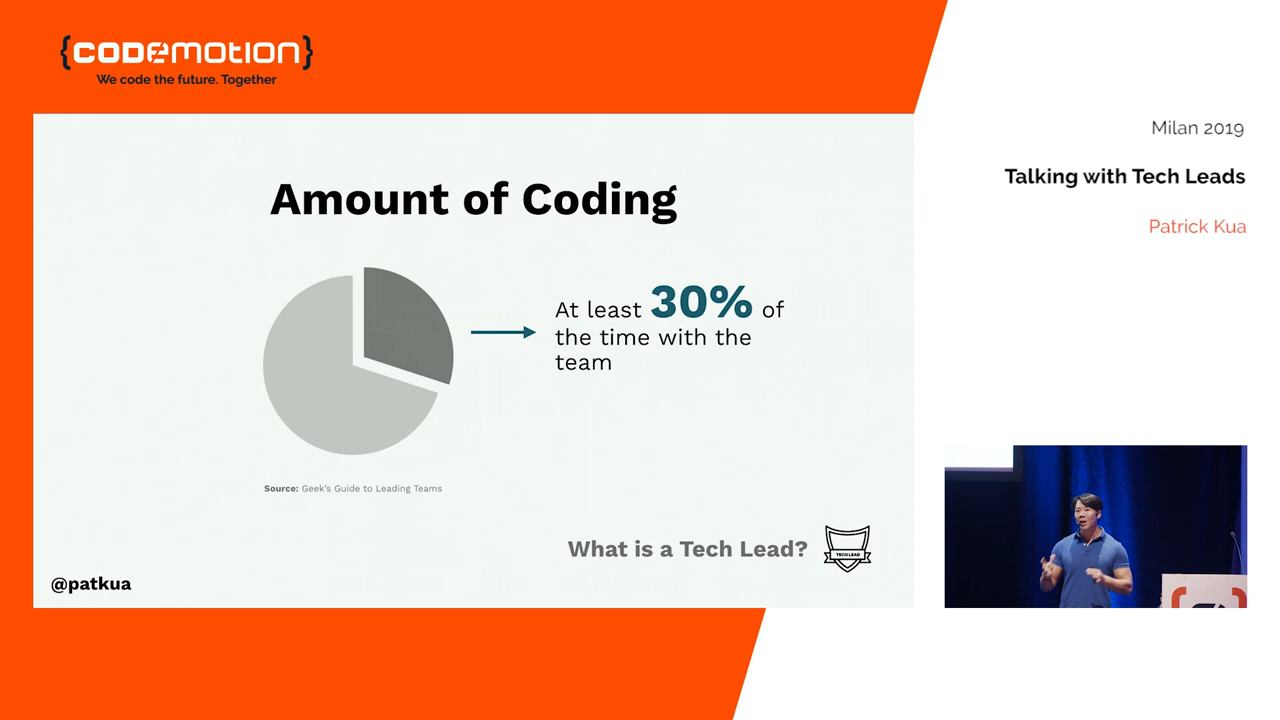 {CODEMOTION}
We code the future. Together
Milan 2019
Talking with Tech Leads
Patrick Kua
Amount of Coding
At least 30% of
the time with the
team
Source: Geek's Guide to Leading Teams
What is a Tech Lead?
TECH LEAD
@patkua